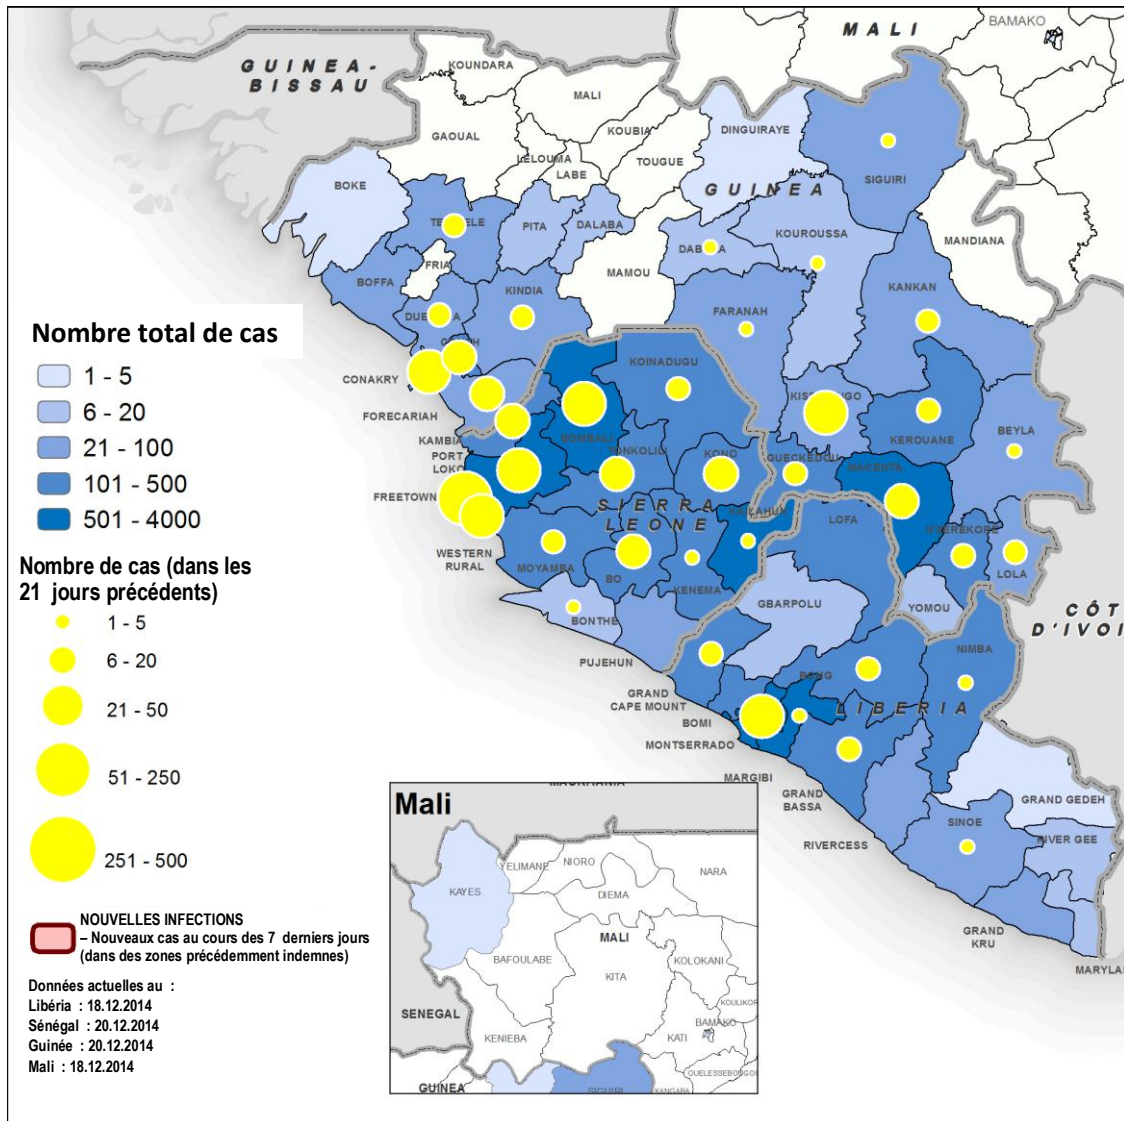 MALI
BAMAKO
GUINEA-
BISSAU
KOUNDARA
MALI
GAOUAL
KOUBIA
DINGUIRAYE
LELOUMA
LABE
TOUGUE
BOKE
GUINEA
SIGUIRI
PITA
DALABA
KOUROUSSA
MANDIANA
FRIA
MAMOU
BOFFA
KINDIA
KANKAN
FARANAH
CONAKRY
KOINADUGU
FORECARIAH
KEROUANE
BEYLA
KAMBIA
BOMBALI
TONKOLILI
KONO
GUECKEDOU
MACENTA
PORT
LOKO
FREETOWN
SIERRA
LEONE
KAILAHUN
LOFA
N'ZEREKORE
WESTERN
RURAL
MOYAMBA
BO
KENEMA
LOLA
GBARPOLU
YOMOU
BONTHE
CÔT
D'IVOI
PUJEHUN
NIMBA
BONG
GRAND
CAPE MOUNT
LIBERIA
BOMI
MONTSERRADO
MARGIBI
GRAND
BASSA
GRAND GEDEH
RIVERCESS
SINOE
RIVER GEE
GRAND
KRU
MARYLA
Nombre total de cas
1 - 5
6 - 20
21 - 100
101 - 500
501 - 4000
Nombre de cas (dans les
21 jours précédents)
1 - 5
6 - 20
21 - 50
51 - 250
251 - 500
NOUVELLES INFECTIONS
– Nouveaux cas au cours des 7 derniers jours
(dans des zones précédemment indemnes)
Données actuelles au :
Libéria : 18.12.2014
Sénégal : 20.12.2014
Guinée : 20.12.2014
Mali : 18.12.2014
Mali
YELIMANE
NIORO
NARA
KAYES
DIEMA
MALI
BAFOULABE
KITA
KOLOKANI
KOULIKOR
SENEGAL
BAMAKO
KENIEBA
KATI
OUELESSEBOUGOU
GUINEA
SIGUIRI
KANGABA